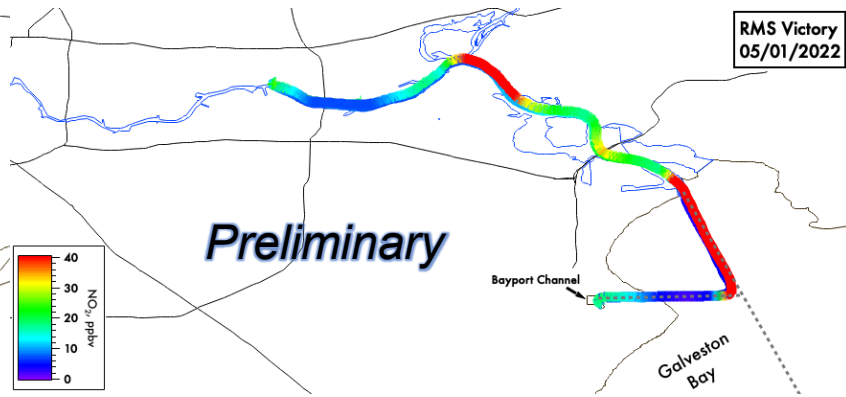 RMS Victory
05/01/2022
Preliminary
Bayport Channel
Galveston
Bay
40
30
20
10
0
NO2, ppbv